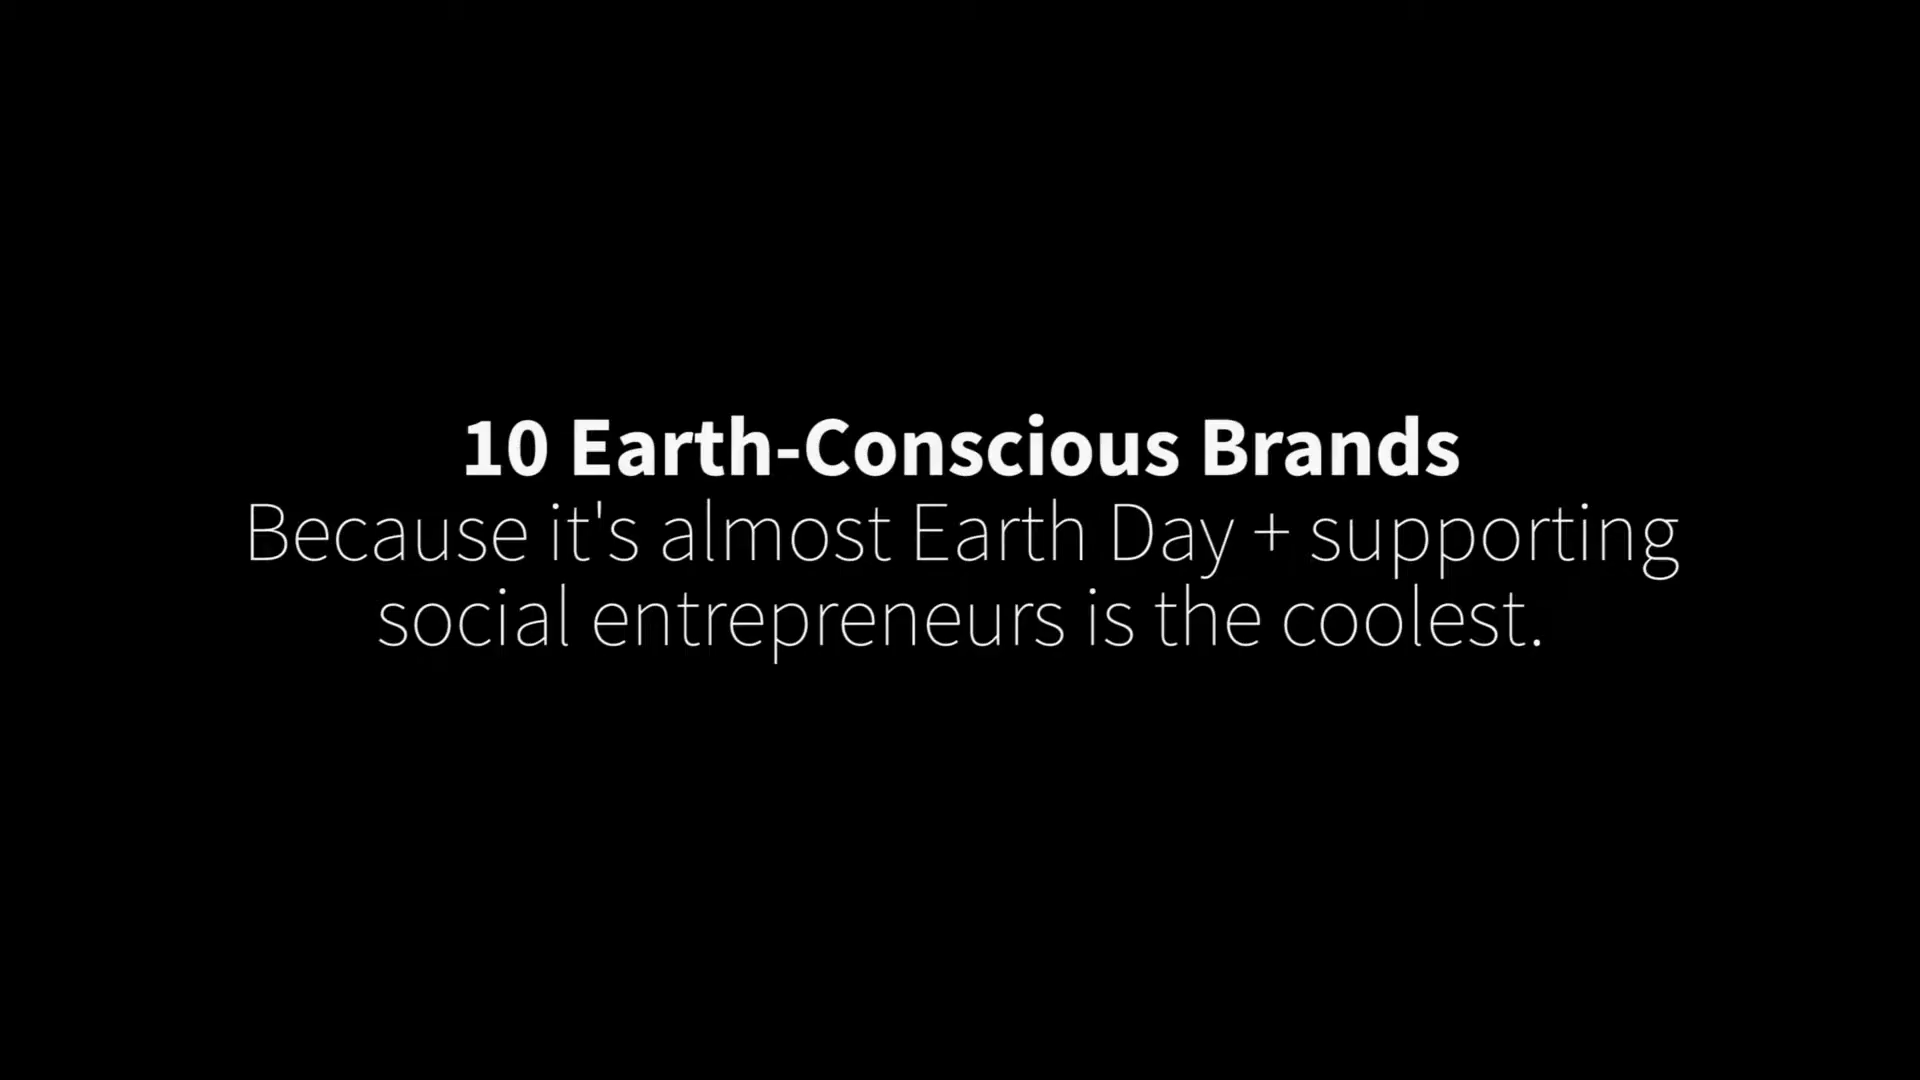 10 Earth-Conscious Brands
Because it's almost Earth Day + supporting
social entrepreneurs is the coolest.